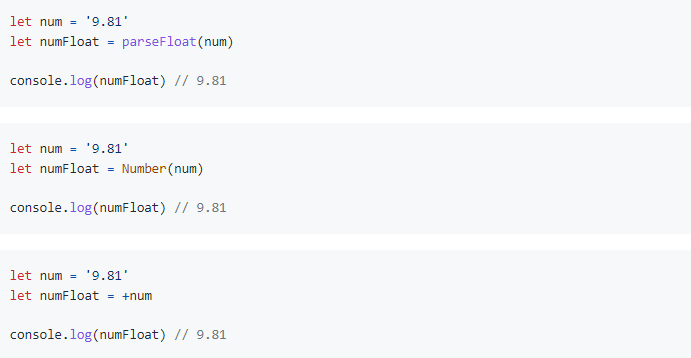 let num = '9.81'
let numFloat = parseFloat(num)
console.log(numFloat) // 9.81
let num = '9.81'
let numFloat = Number(num)
console.log(numFloat) // 9.81
let num = '9.81'
let numFloat = +num
console.log(numFloat) // 9.81